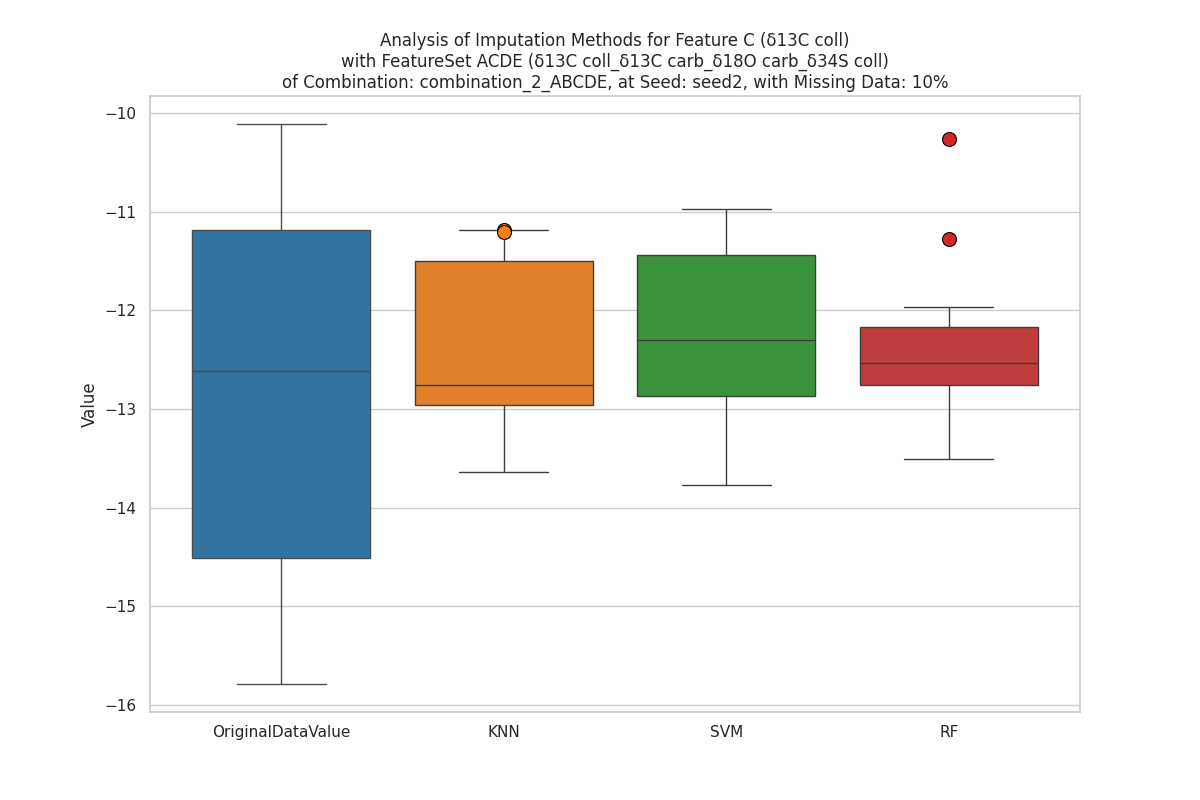 Analysis of Imputation Methods for Feature C (δ13C coll)
with FeatureSet ACDE (δ13C coll_δ13C carb_δ18O carb_δ34S coll)
of Combination: combination_2_ABCDE, at Seed: seed2, with Missing Data: 10%
−10
−11
−12
−13
−14
−15
−16
Value
OriginalDataValue
KNN
SVM
RF